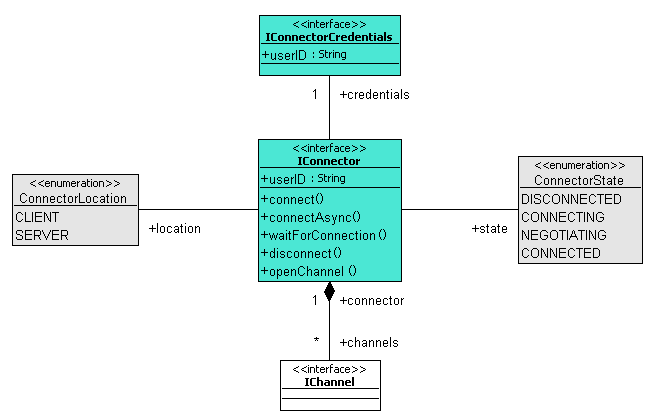 <<interface>>
IConnectorCredentials
+userID : String
1 +credentials
<<interface>>
IConnector
+userID : String
+connect()
+connectAsync()
+waitForConnection()
+disconnect()
+openChannel ()
<<enumeration>>
ConnectorLocation
CLIENT
SERVER
+location
<<enumeration>>
ConnectorState
DISCONNECTED
CONNECTING
NEGOTIATING
CONNECTED
+state
1 +connector
* +channels
<<interface>>
IChannel